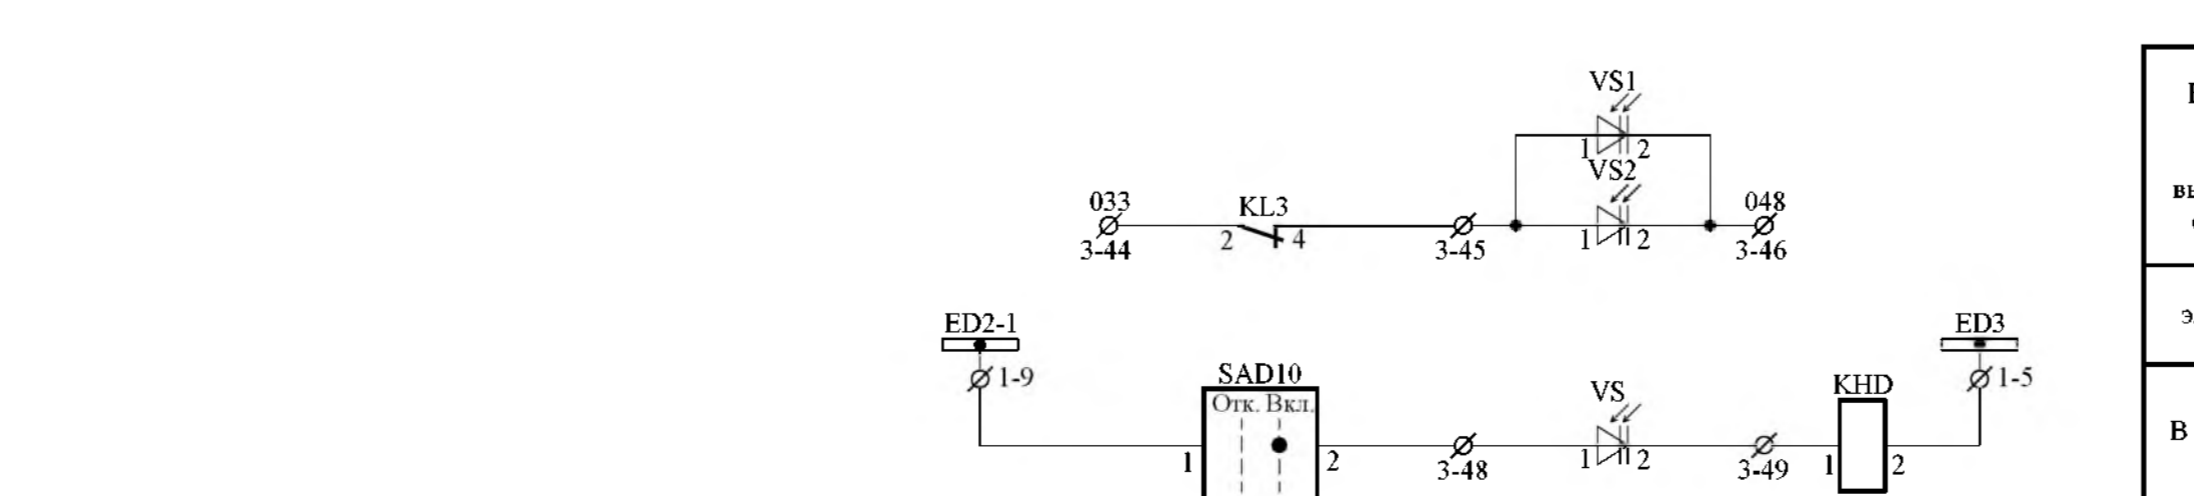 VS1
1 2
VS2
033 KL3 048
2 4 1 2
3-44 3-45 3-46
ED2-1 ED3
1-9 SAD10 VS KHD 1-5
Отк. Вкл.
1 2 1 2 1 2
3-48 3-49
В